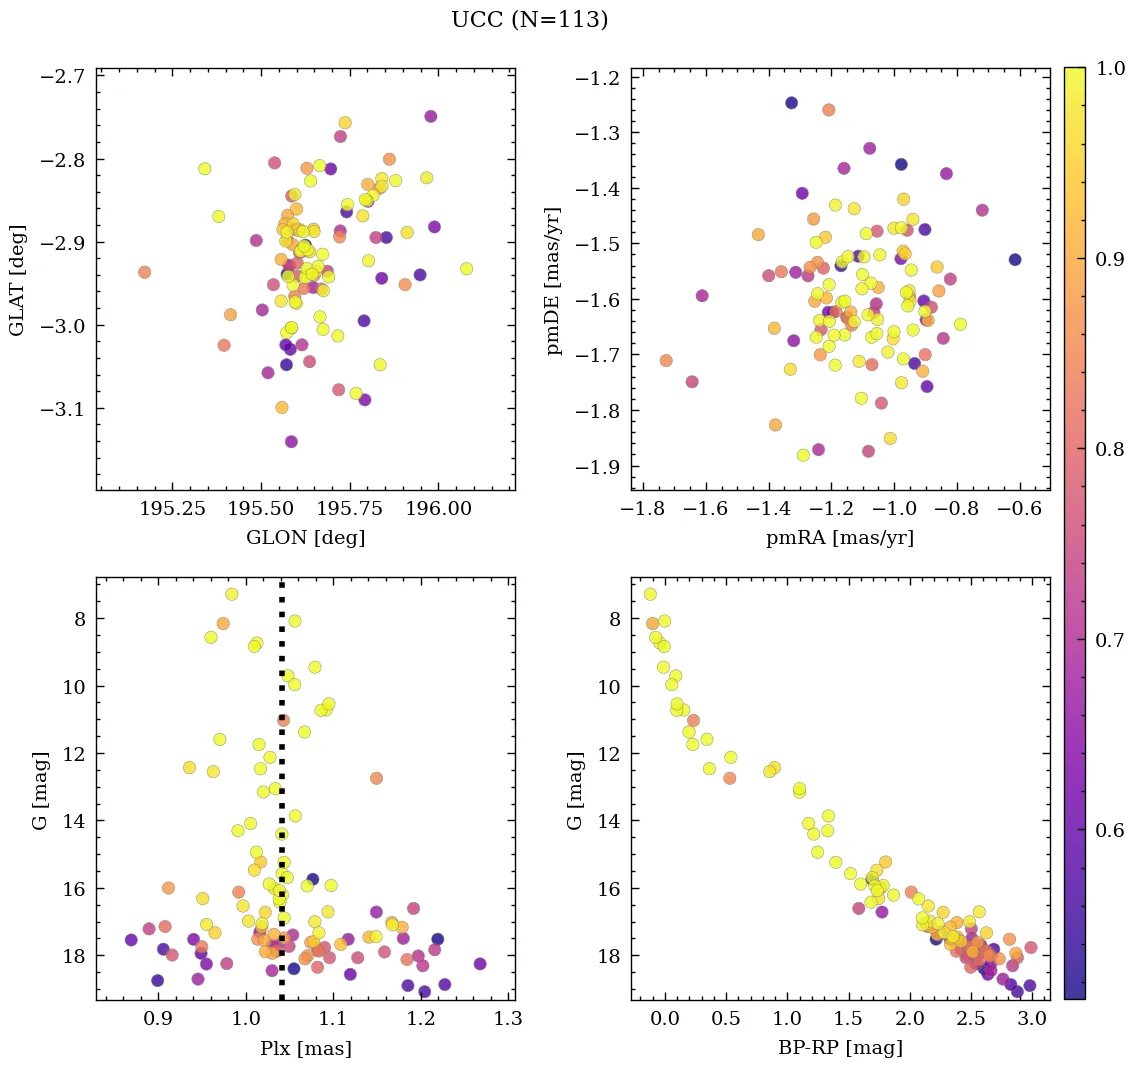 UCC (N=113)
−2.7
−2.8
−2.9
−3.0
−3.1
GLAT [deg]
195.25 195.50 195.75 196.00
GLON [deg]
−1.2
−1.3
−1.4
−1.5
−1.6
−1.7
−1.8
−1.9
pmDE [mas/yr]
−1.8 −1.6 −1.4 −1.2 −1.0 −0.8 −0.6
pmRA [mas/yr]
8
10
12
14
16
18
G [mag]
0.9 1.0 1.1 1.2 1.3
Plx [mas]
8
10
12
14
16
18
G [mag]
0.0 0.5 1.0 1.5 2.0 2.5 3.0
BP-RP [mag]
1.0
0.9
0.8
0.7
0.6